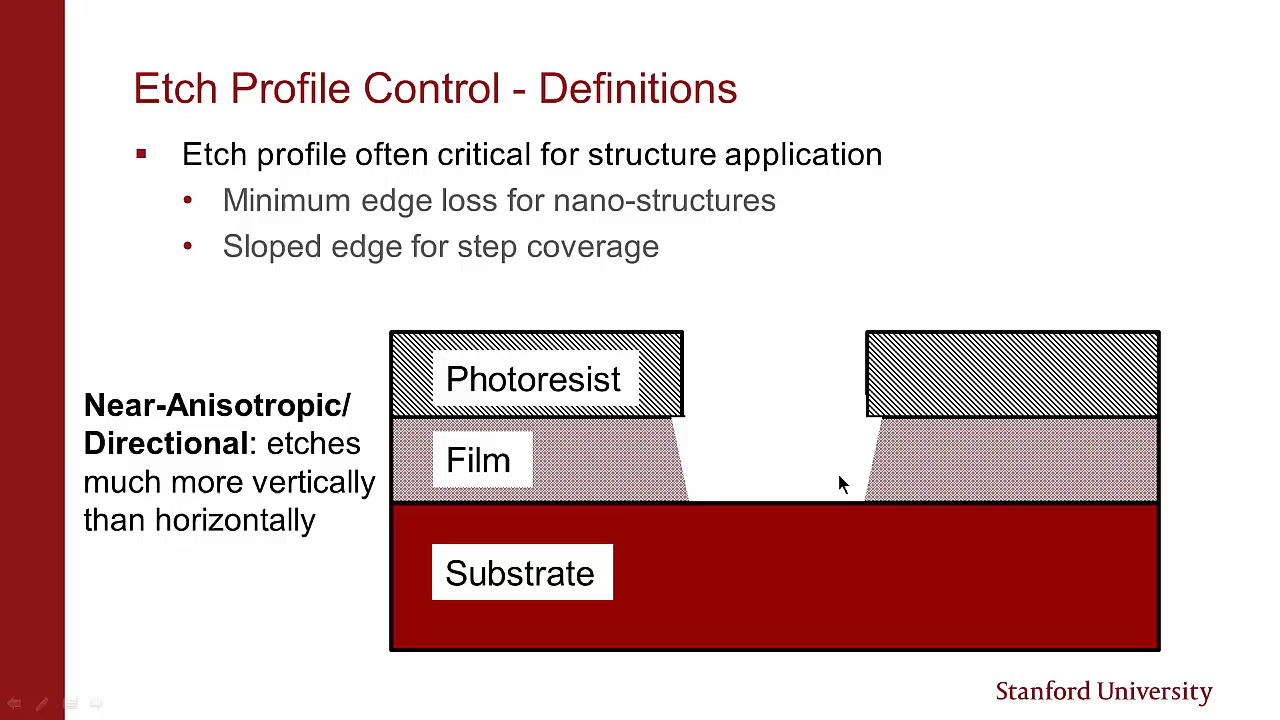 Etch Profile Control - Definitions
Etch profile often critical for structure application
Minimum edge loss for nano-structures
Sloped edge for step coverage
Near-Anisotropic/
Directional: etches
much more vertically
than horizontally
Photoresist
Film
Substrate
Stanford University